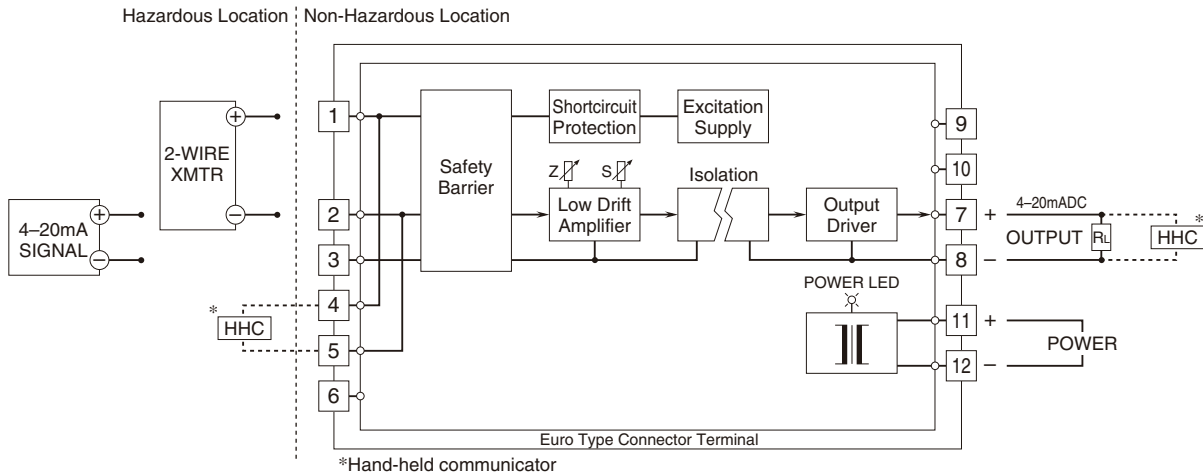 Hazardous Location
Non-Hazardous Location
4–20mA
SIGNAL
+
−
2-WIRE
XMTR
+
−
1
2
3
4
5
6
*
HHC
Safety
Barrier
Shortcircuit
Protection
Excitation
Supply
Z
S
Low Drift
Amplifier
Isolation
Output
Driver
POWER LED
9
10
7
8
11
12
+
−
+
−
4–20mADC
OUTPUT
RL
HHC
*
POWER
Euro Type Connector Terminal
*Hand-held communicator